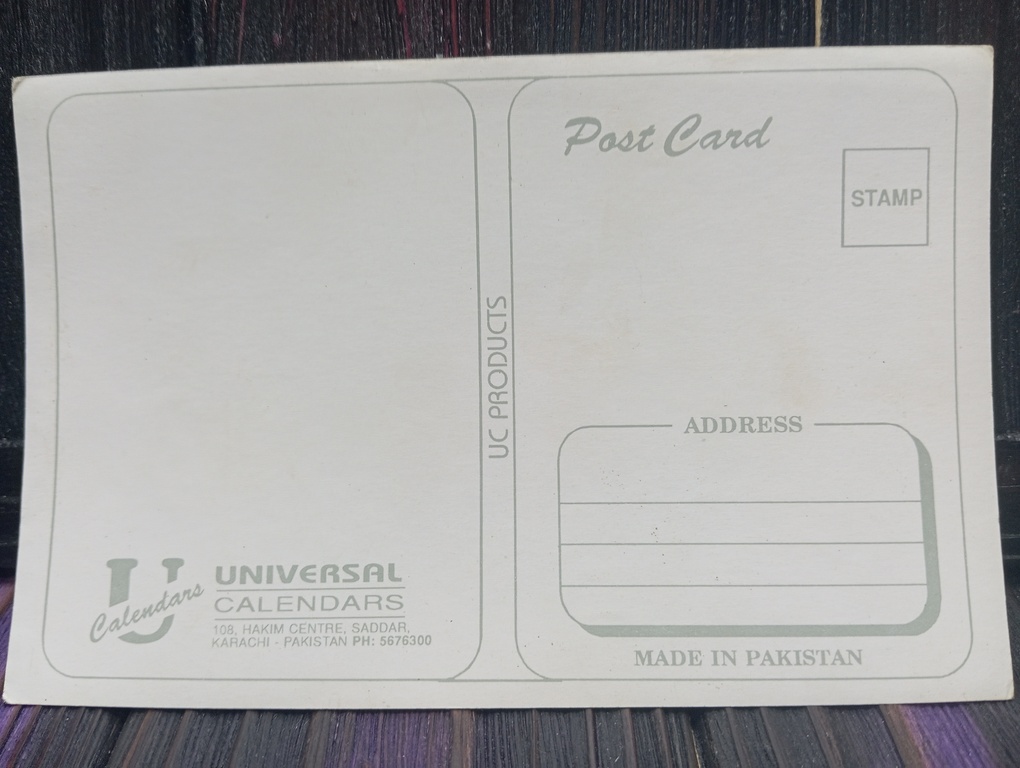 Post Card
STAMP
UC PRODUCTS
ADDRESS
U
Calendars
UNIVERSAL
CALENDARS
108, HAKIM CENTRE, SADDAR,
KARACHI - PAKISTAN PH: 5676300
MADE IN PAKISTAN